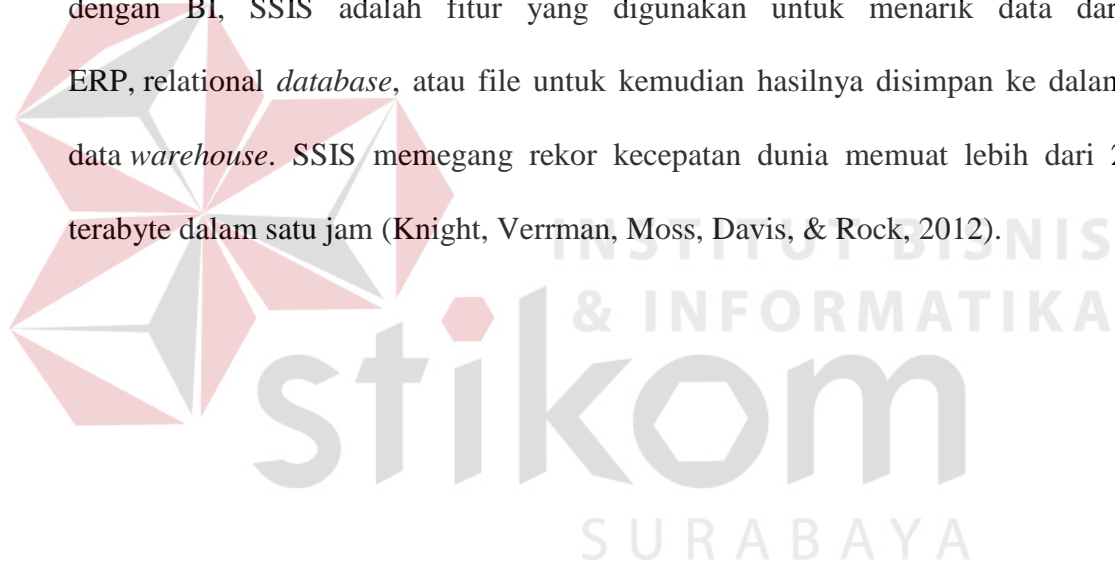 dengan BI, SSIS adalah fitur yang digunakan untuk menarik data dar
ERP, relational database, atau file untuk kemudian hasilnya disimpan ke dalan
data warehouse. SSIS memegang rekor kecepatan dunia memuat lebih dari 2
terabyte dalam satu jam (Knight, Verrman, Moss, Davis, & Rock, 2012).
INSTITUT BISNIS
& INFORMATIKA
stikom
SURABAYA